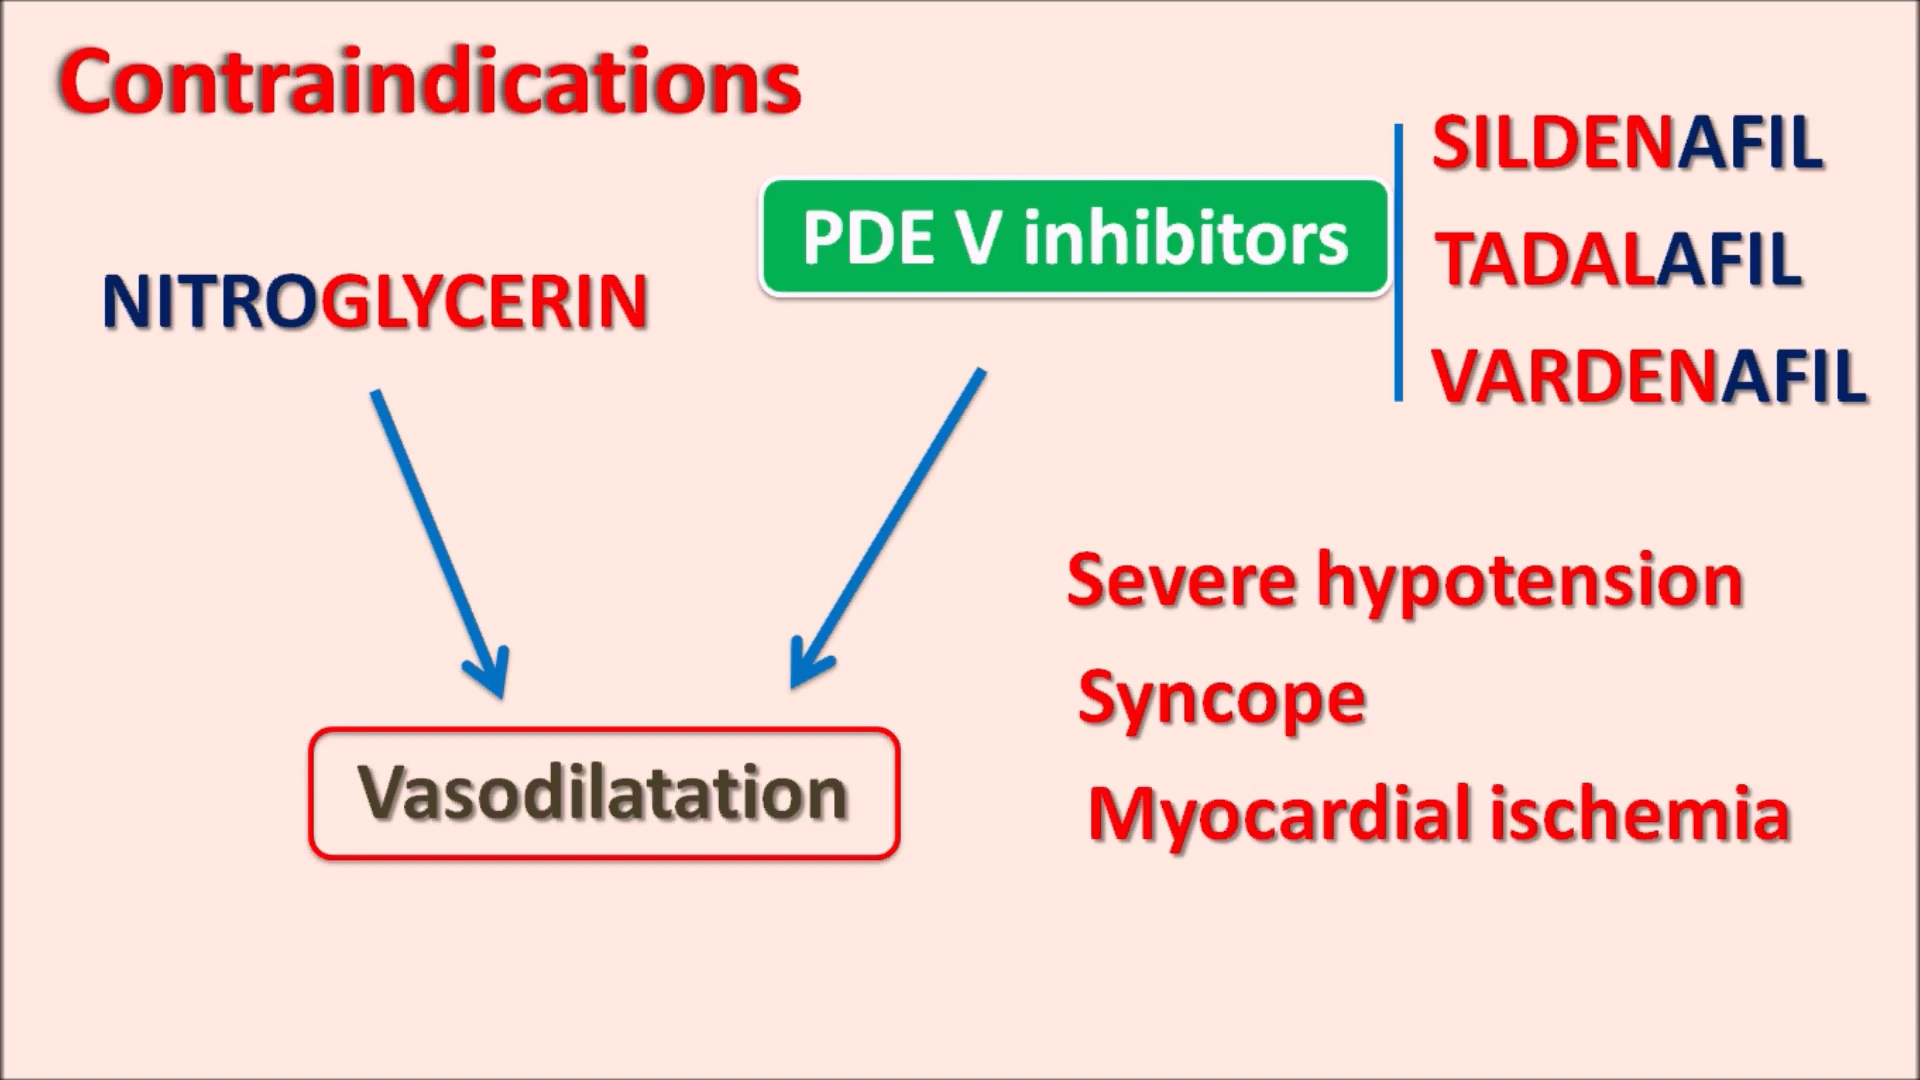 Contraindications
NITROGLYCERIN
PDE V inhibitors
SILDENAFIL
TADALAFIL
VARDENAFIL
Vasodilatation
Severe hypotension
Syncope
Myocardial ischemia